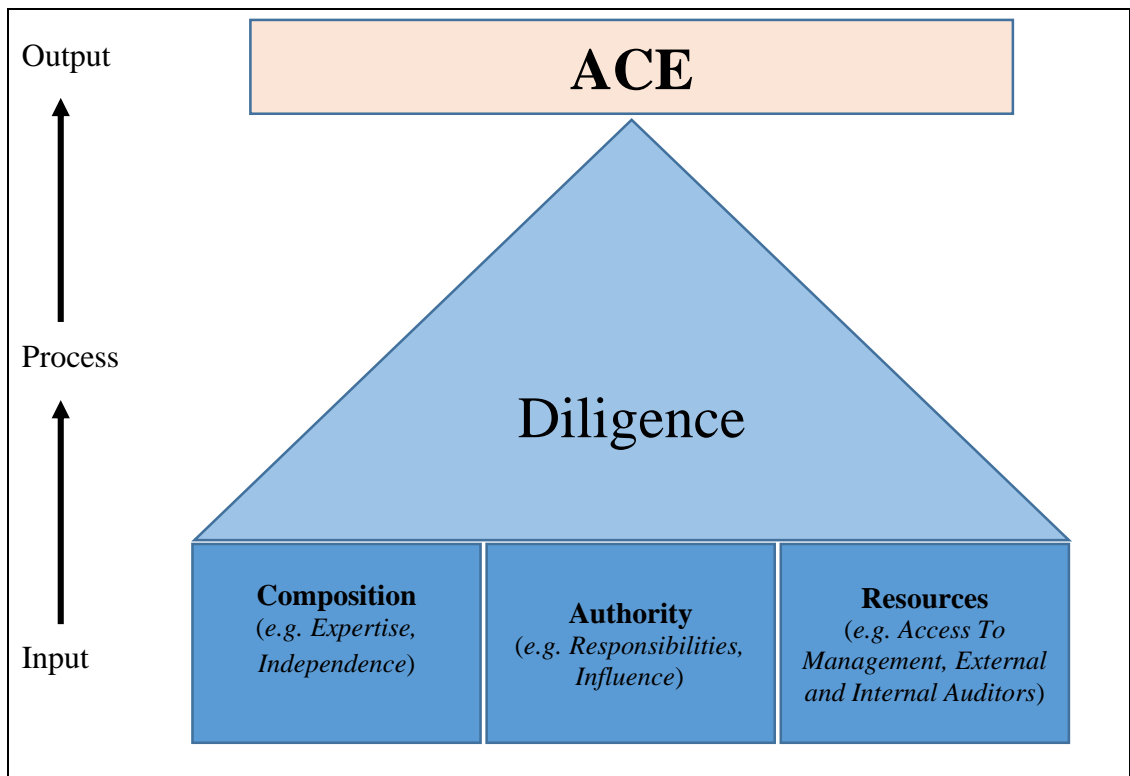 Output
ACE
Process
Diligence
Input
Composition
(e.g. Expertise,
Independence)
Authority
(e.g. Responsibilities,
Influence)
Resources
(e.g. Access To
Management, External
and Internal Auditors)